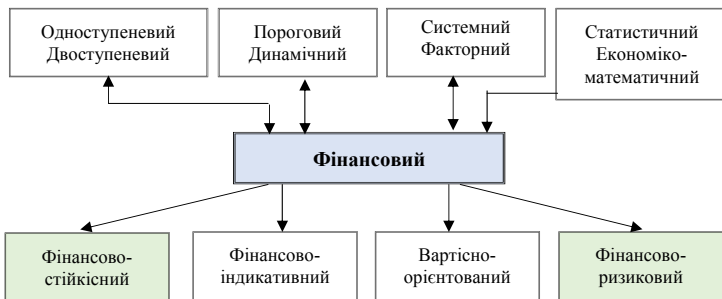 Одноступеневий
Двоступеневий
Пороговий
Динамічний
Системний
Факторний
Статистичний
Економіко-
математичний
Фінансовий
Фінансово-
стійкісний
Фінансово-
індикативний
Вартісно-
орієнтований
Фінансово-
ризиковий